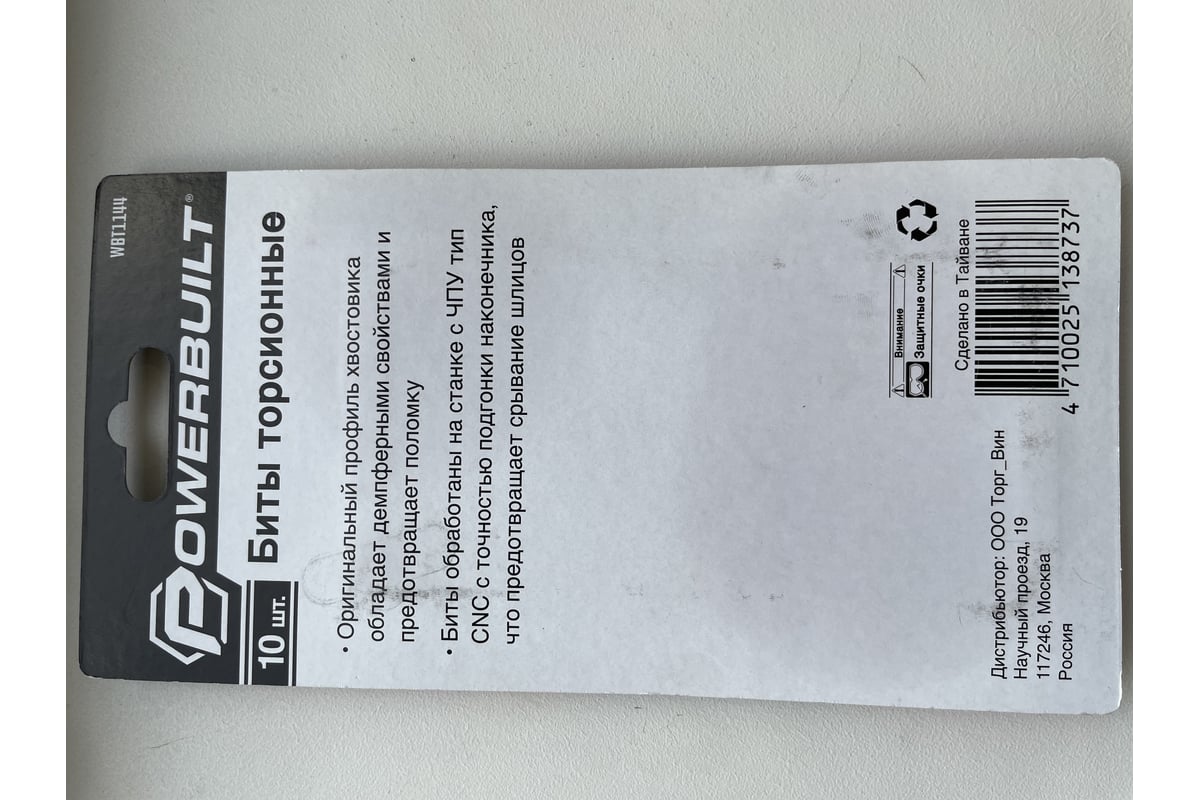 WBT1144
POWERBUILT®
10 шт.
Биты торсионные
• Оригинальный профиль хвостовика
обладает демпферными свойствами и
предотвращает поломку
• Биты обработаны на станке с ЧПУ тип
CNC с точностью подгонки наконечника,
что предотвращает срывание шлицов
Внимание
Защитные очки
Сделано в Тайване
4 710025 138737
Дистрибьютор: ООО Торг_Вин
Научный проезд, 19
117246, Москва
Россия